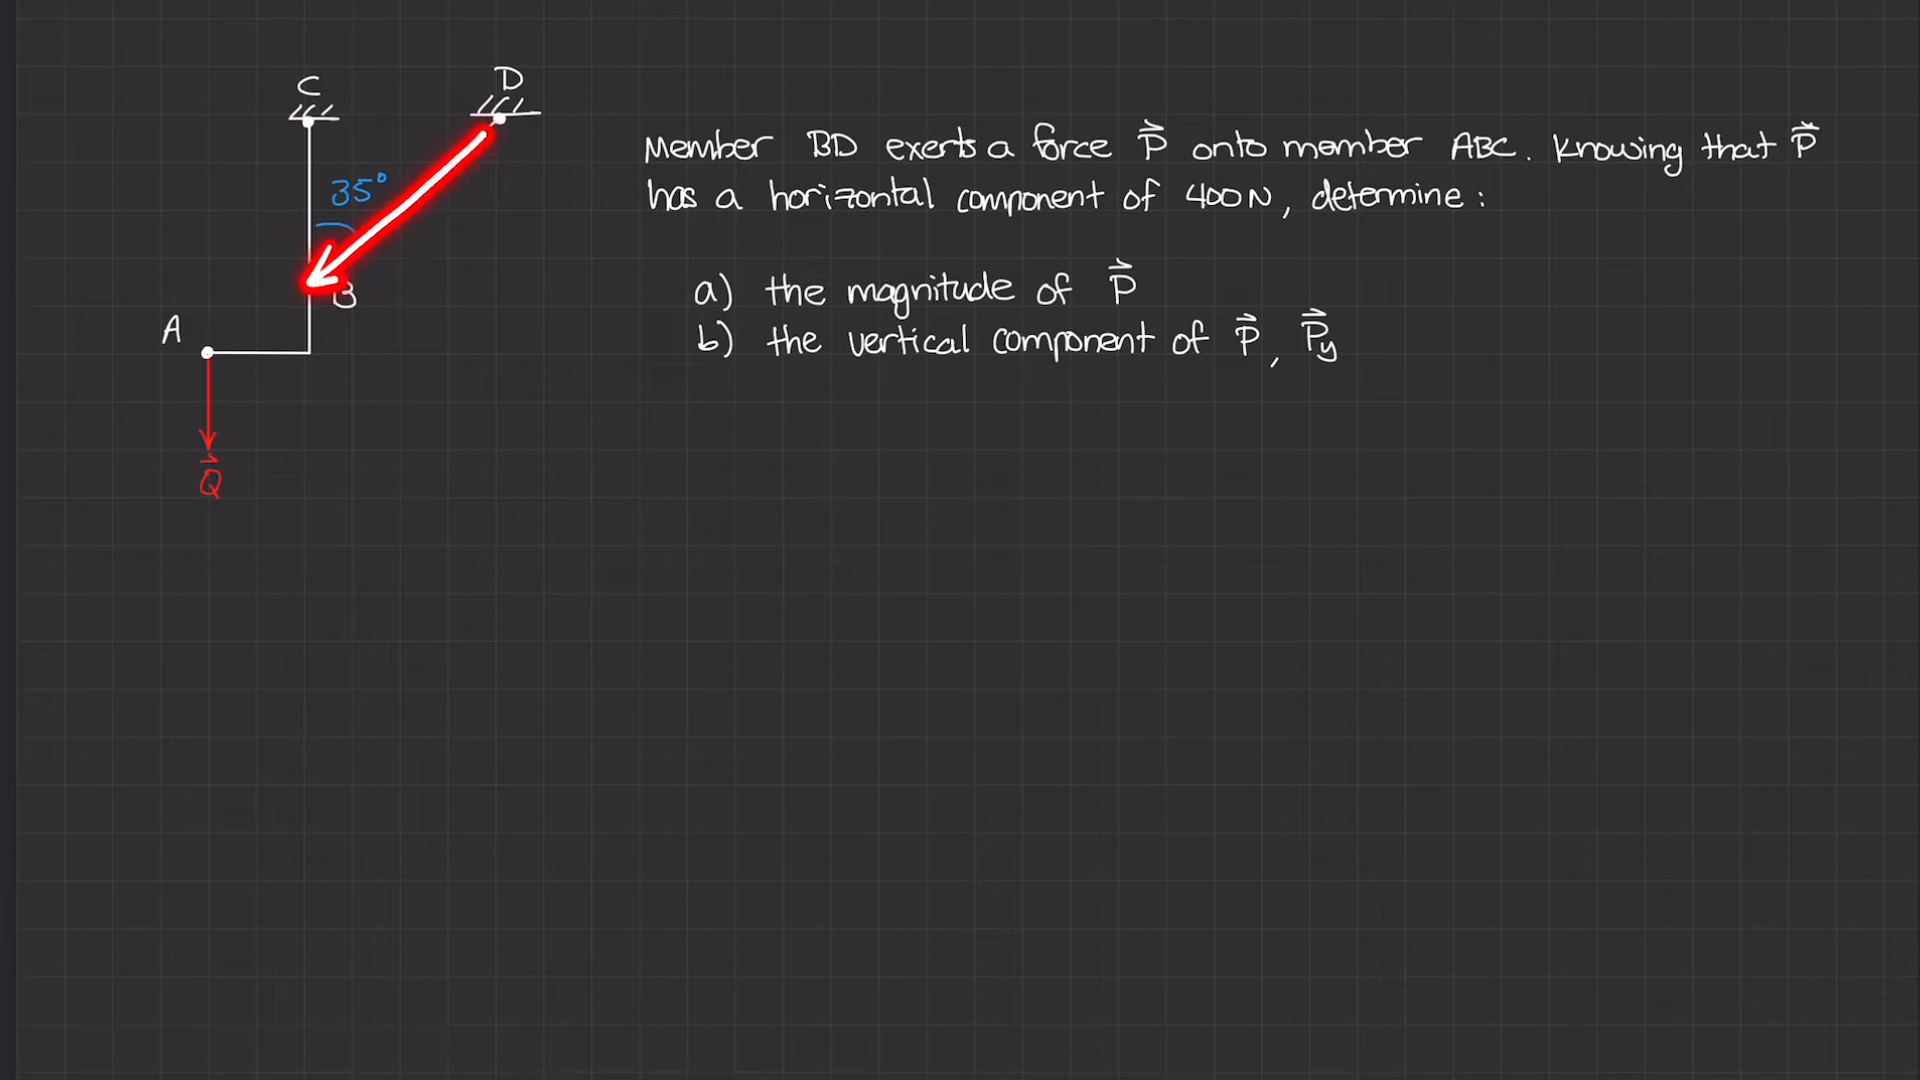 C
D
35°
B
A
Q⃗
Member BD exerts a force P⃗ onto member ABC. Knowing that P⃗
has a horizontal component of 400N, determine:
a) the magnitude of P⃗
b) the vertical component of P⃗, P⃗y